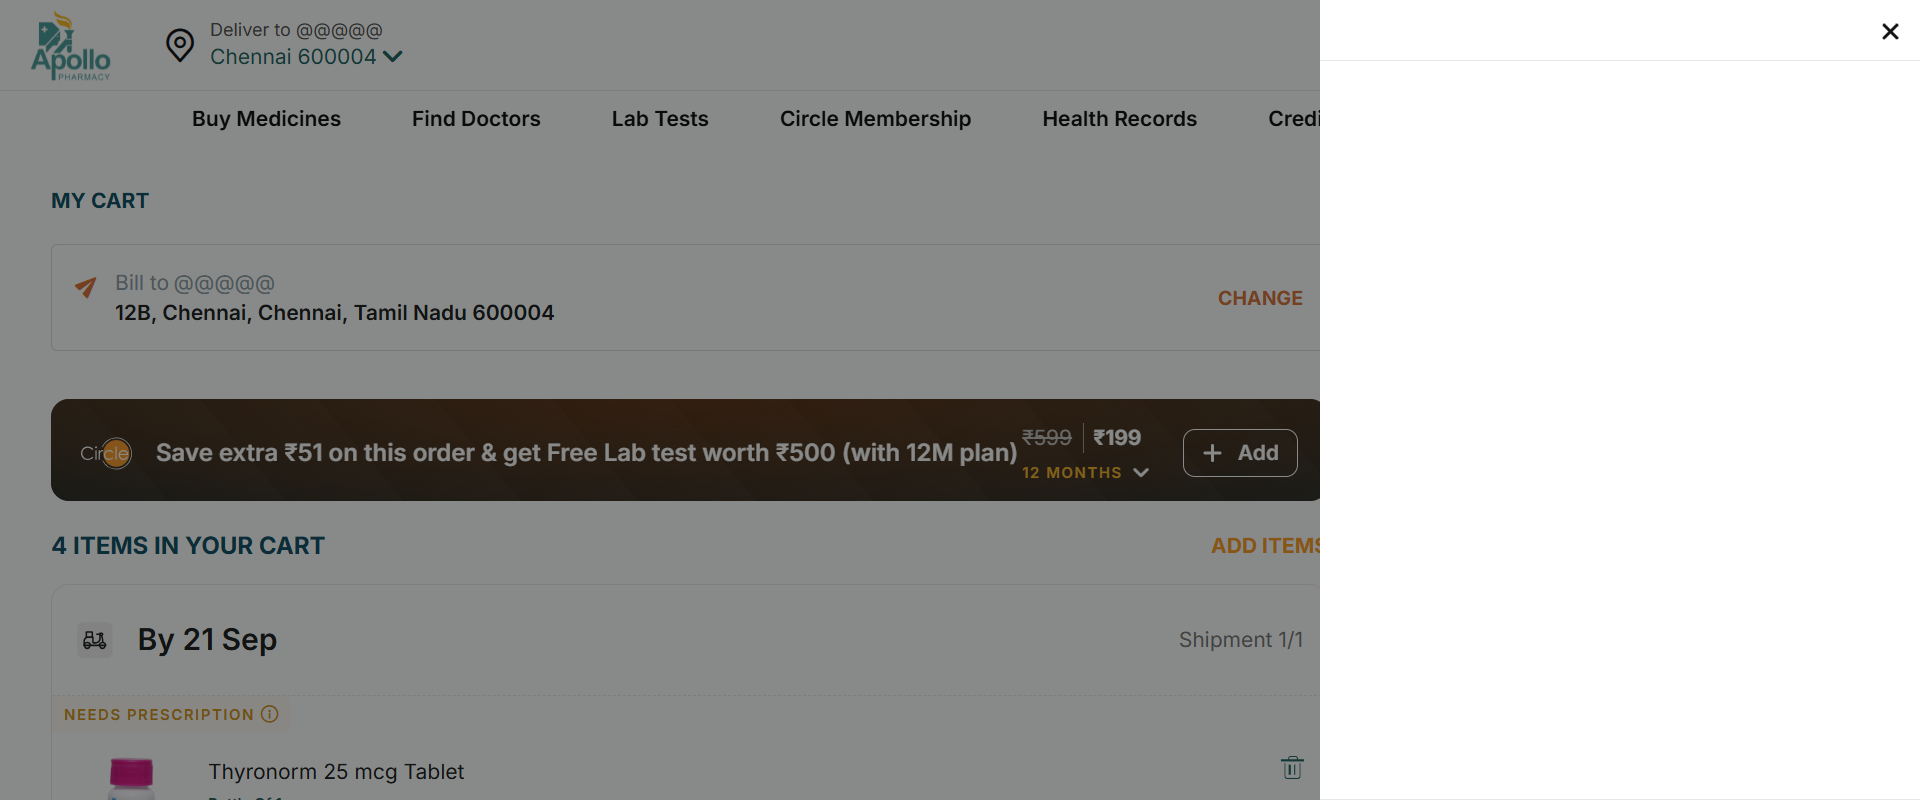 Apollo
PHARMACY
Deliver to @@@@@
Chennai 600004
Buy Medicines
Find Doctors
Lab Tests
Circle Membership
Health Records
Credi
MY CART
Bill to @@@@@
12B, Chennai, Chennai, Tamil Nadu 600004
CHANGE
Circle
Save extra ₹51 on this order & get Free Lab test worth ₹500 (with 12M plan)
₹599
₹199
12 MONTHS
+ Add
4 ITEMS IN YOUR CART
ADD ITEMS
By 21 Sep
Shipment 1/1
NEEDS PRESCRIPTION
Thyronorm 25 mcg Tablet